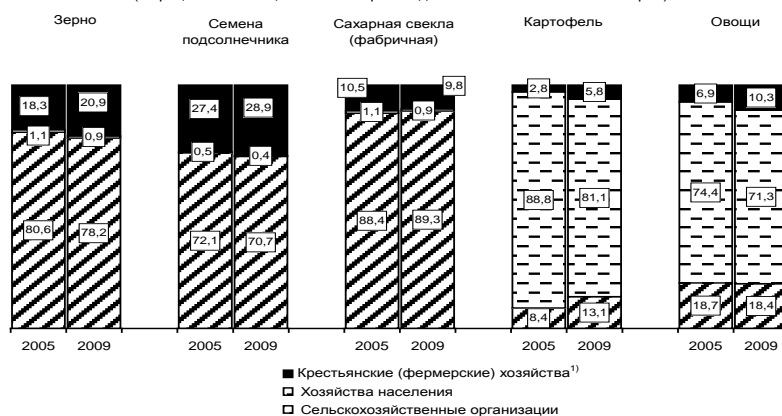 Зерно Семена подсолнечника Сахарная свекла (фабричная) Картофель Овощи
18,3 20,9 27,4 28,9 10,5 9,8 2,8 5,8 6,9 10,3
1,1 0,9 0,5 0,4 1,1 0,9 88,8 81,1 74,4 71,3
80,6 78,2 72,1 70,7 88,4 89,3 8,4 13,1 18,7 18,4
2005 2009 2005 2009 2005 2009 2005 2009 2005 2009
Крестьянские (фермерские) хозяйства1)
Хозяйства населения
Сельскохозяйственные организации